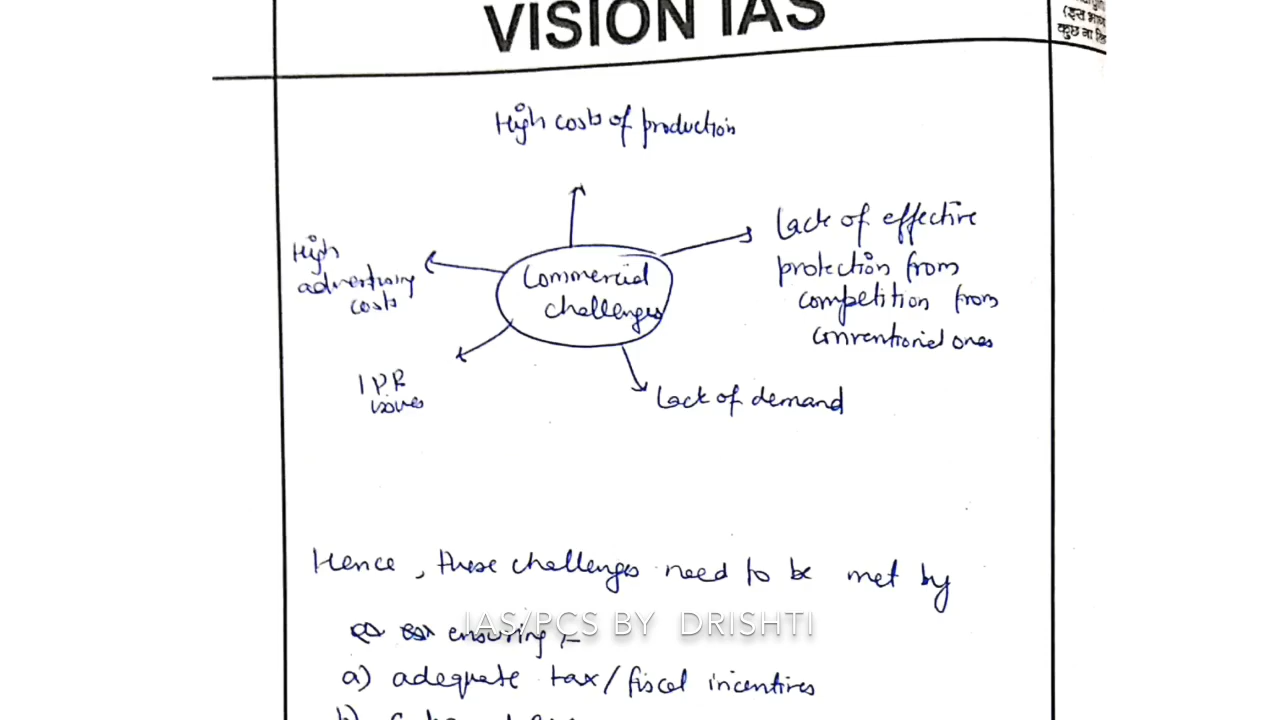 VISION IAS
(इस भाग
कुछ ना लि
High costs of production
Lack of effective
protection from
competition from
conventional ones
High
advertising
costs
Commercial
challenges
IPR
issues
Lack of demand
Hence, these challenges need to be met by
ensuring :-
IAS/PCS BY DRISHTI
a) adequate tax/fiscal incentives
b)